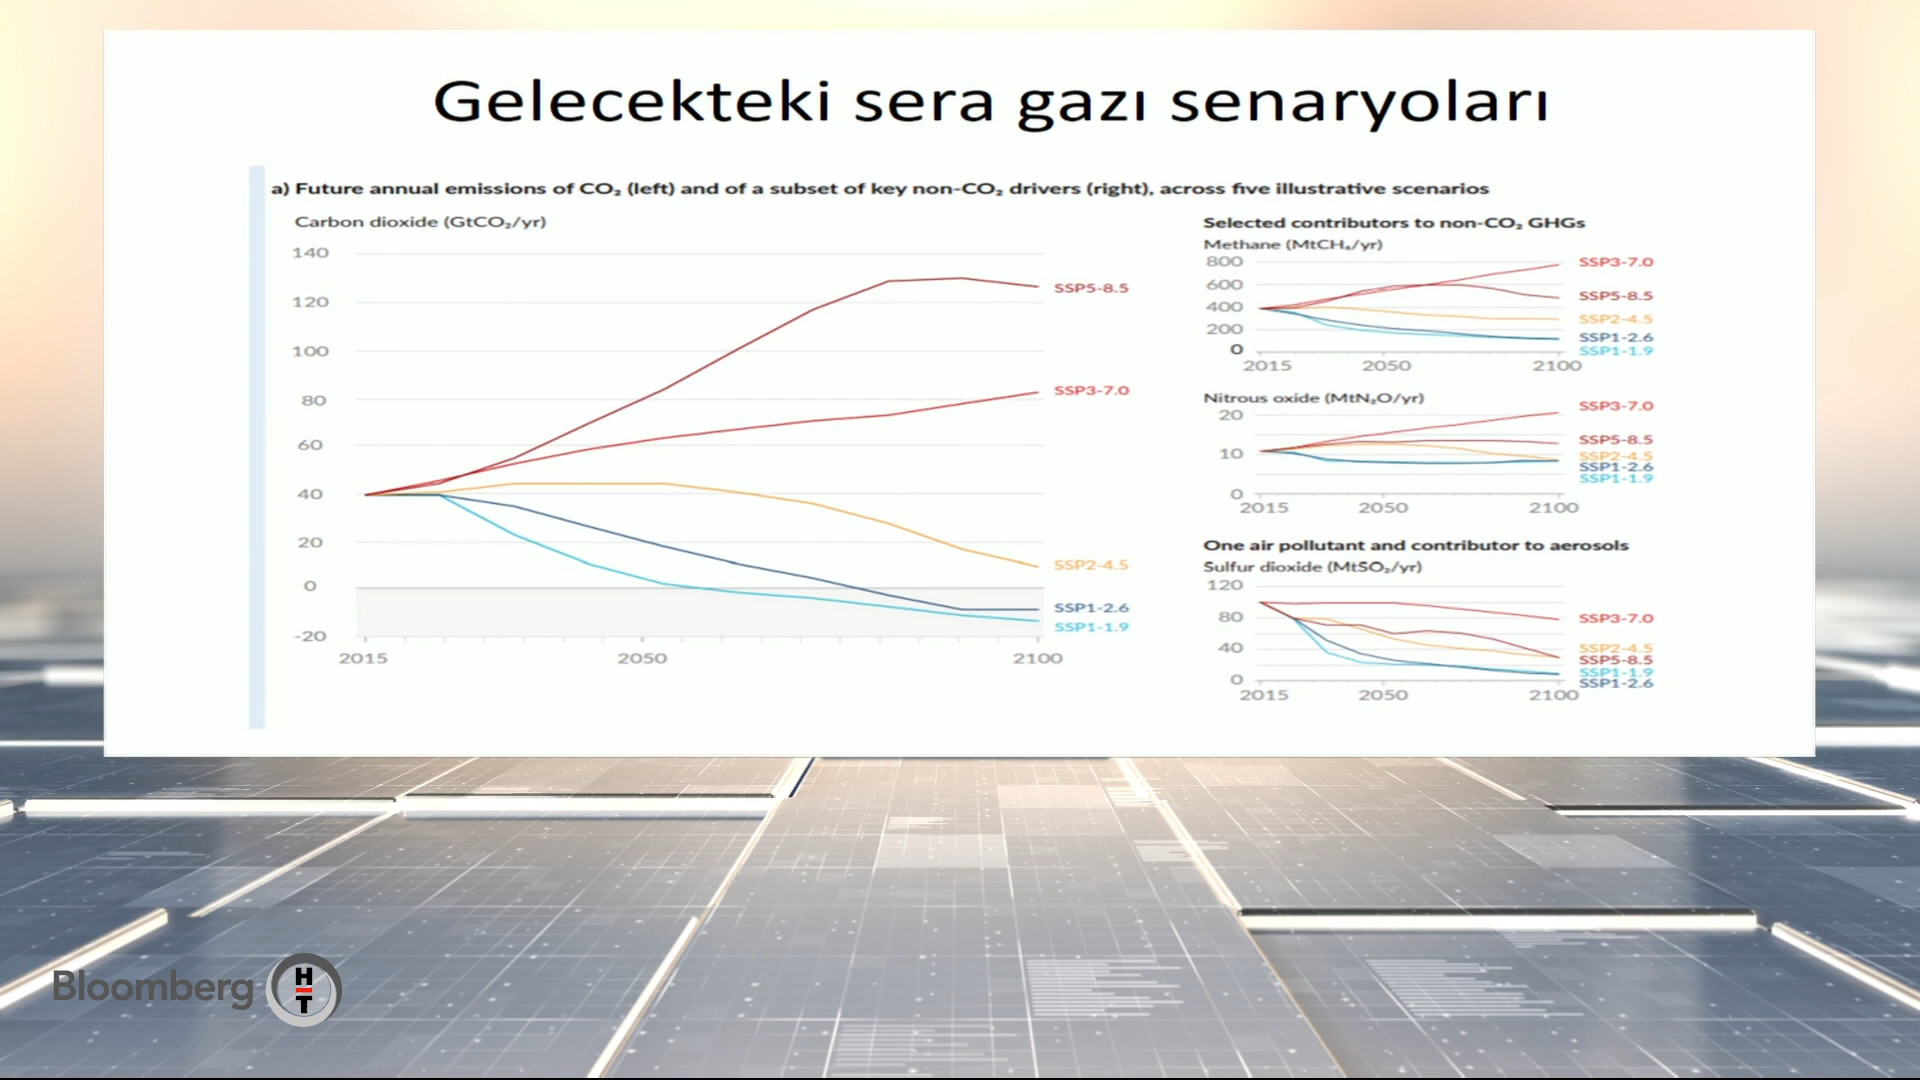 Gelecekteki sera gazı senaryoları
a) Future annual emissions of CO₂ (left) and of a subset of key non-CO₂ drivers (right), across five illustrative scenarios
Carbon dioxide (GtCO₂/yr)
140
120
100
80
60
40
20
0
-20
2015 2050 2100
SSP5-8.5
SSP3-7.0
SSP2-4.5
SSP1-2.6
SSP1-1.9
Selected contributors to non-CO₂ GHGs
Methane (MtCH₄/yr)
800
600
400
200
0
2015 2050 2100
SSP3-7.0
SSP5-8.5
SSP2-4.5
SSP1-2.6
SSP1-1.9
Nitrous oxide (MtN₂O/yr)
20
10
0
2015 2050 2100
SSP3-7.0
SSP5-8.5
SSP2-4.5
SSP1-2.6
SSP1-1.9
One air pollutant and contributor to aerosols
Sulfur dioxide (MtSO₂/yr)
120
80
40
0
2015 2050 2100
SSP3-7.0
SSP2-4.5
SSP5-8.5
SSP1-1.9
SSP1-2.6
Bloomberg HT